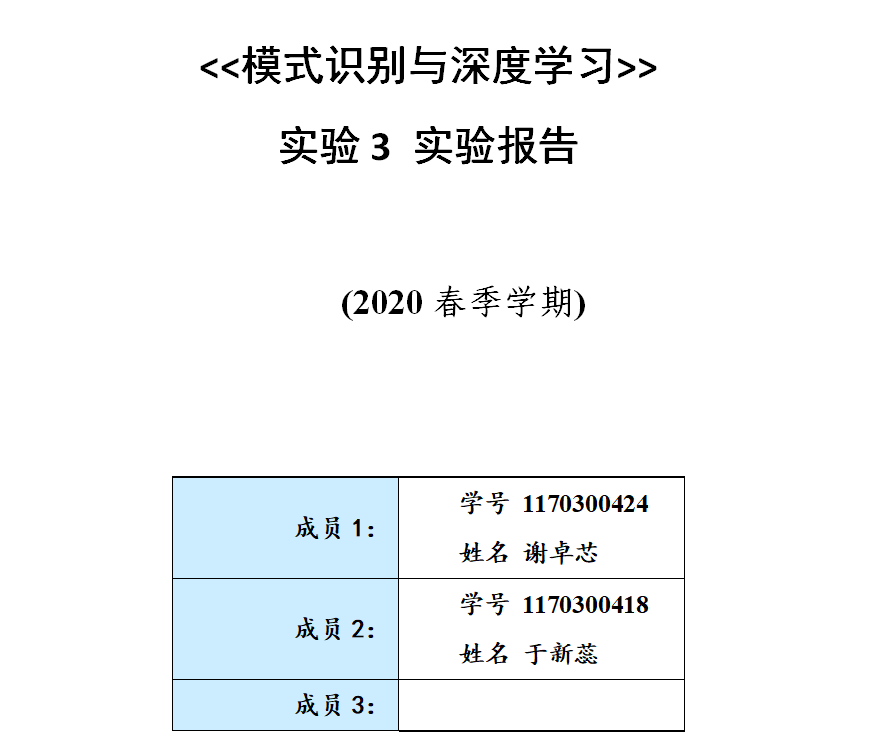 <<模式识别与深度学习>>
实验 3 实验报告
(2020 春季学期)
成员 1：
学号 1170300424
姓名 谢卓芯
成员 2：
学号 1170300418
姓名 于新蕊
成员 3：